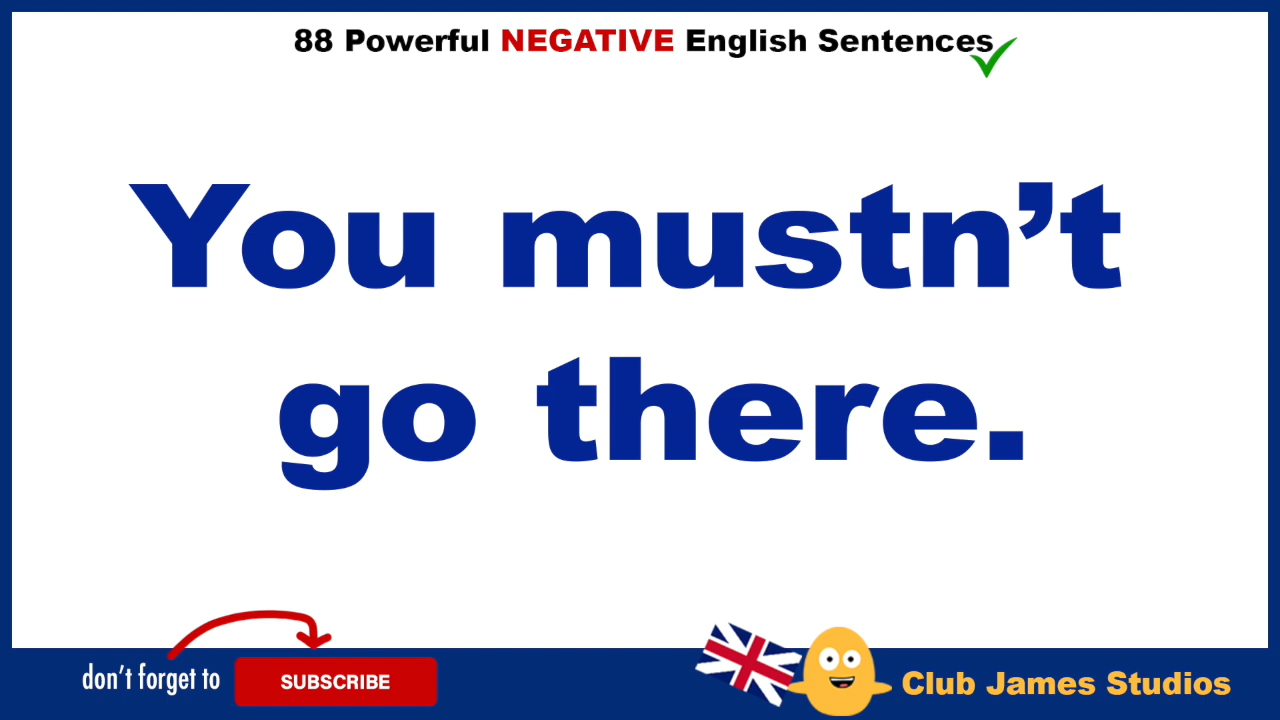 88 Powerful NEGATIVE English Sentences
You mustn’t
go there.
don't forget to
SUBSCRIBE
Club James Studios